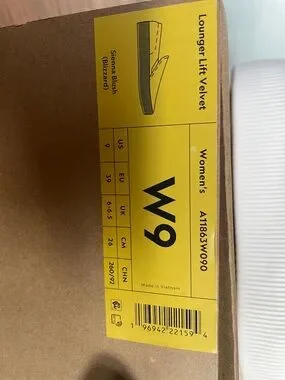 Lounger Lift Velvet
Women's
A11863W090
Sienna Blush
(Blizzard)
US EU UK CM CHN
9 39 6-6.5 26 260/92
W9
Made in Vietnam
1 96942 22159 4